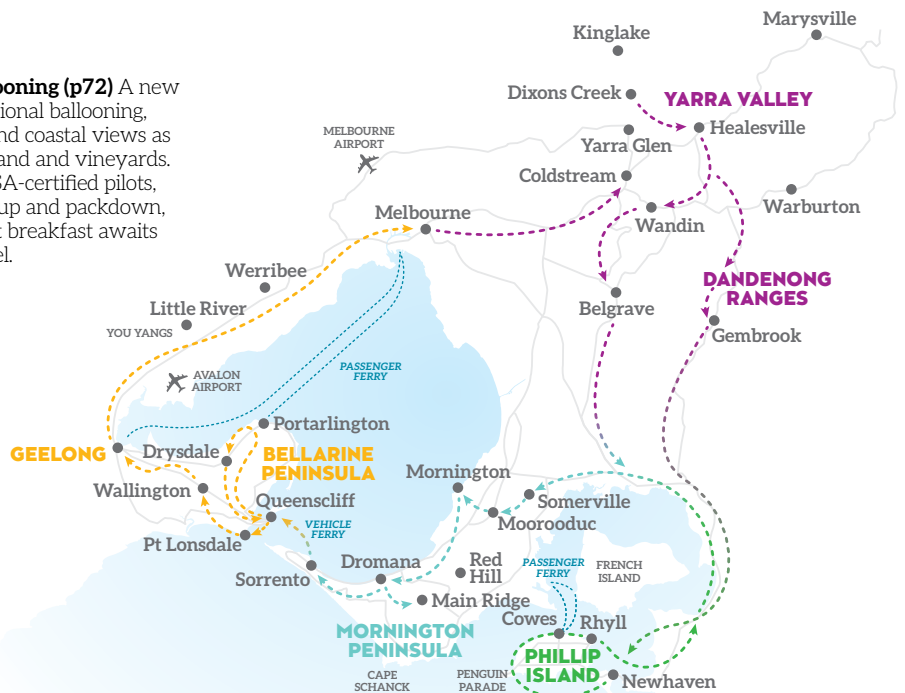 ooning (p72) A new
ional ballooning,
nd coastal views as
and and vineyards.
SA-certified pilots,
up and packdown,
t breakfast awaits
el.
Marysville
Kinglake
Dixons Creek
YARRA VALLEY
Healesville
MELBOURNE
AIRPORT
Yarra Glen
Coldstream
Warburton
Melbourne
Wandin
Werribee
DANDENONG
RANGES
Little River
Belgrave
YOU YANGS
Gembrook
PASSENGER
FERRY
AVALON
AIRPORT
Portarlington
GEELONG
Drysdale
BELLARINE
PENINSULA
Mornington
Wallington
Queenscliff
Somerville
Moorooduc
VEHICLE
FERRY
Pt Lonsdale
Dromana
Red
Hill
PASSENGER
FERRY
FRENCH
ISLAND
Sorrento
Main Ridge
Cowes
Rhyll
MORNINGTON
PENINSULA
PHILLIP
ISLAND
CAPE
SCHANCK
PENGUIN
PARADE
Newhaven